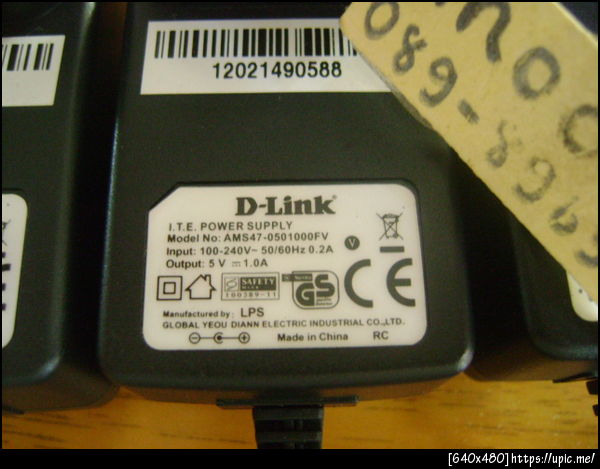 12021490588
089-8968
D-Link
I.T.E. POWER SUPPLY
Model No: AMS47-0501000FV
Input: 100-240V~ 50/60Hz 0.2A
Output: 5 V ⎓ 1.0A
V
SAFETY
100389-11
GS
CE
Manufactured by: LPS
GLOBAL YEOU DIANN ELECTRIC INDUSTRIAL CO.,LTD.
Made in China RC
[640x480]https://upic.me/